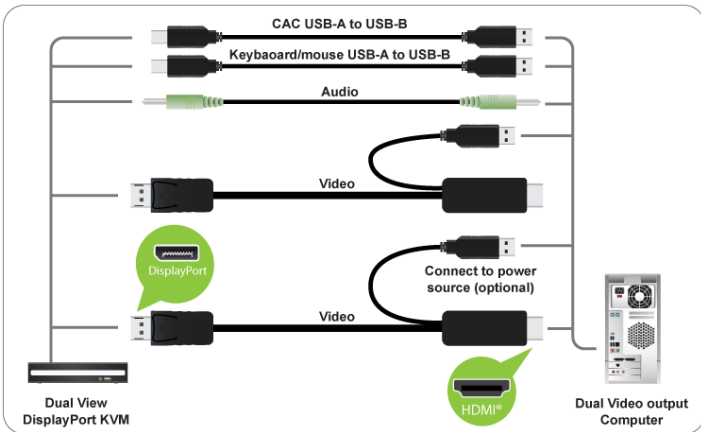 CAC USB-A to USB-B
Keybaoard/mouse USB-A to USB-B
Audio
Video
DisplayPort
Connect to power
source (optional)
Video
HDMI®
Dual View
DisplayPort KVM
Dual Video output
Computer